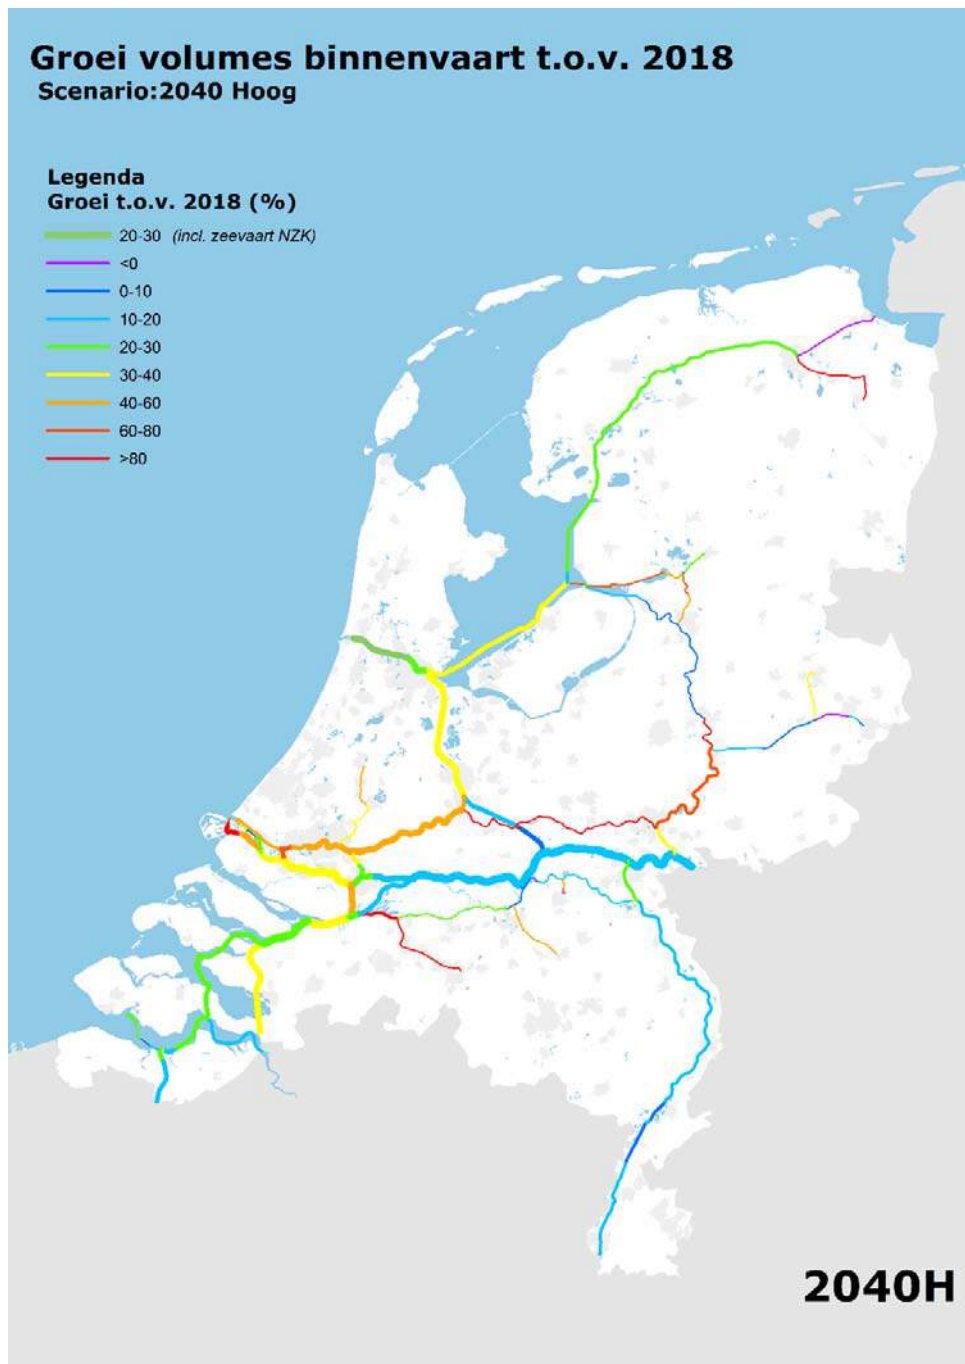 Groei volumes binnenvaart t.o.v. 2018
Scenario:2040 Hoog
Legenda
Groei t.o.v. 2018 (%)
20-30 (incl. zeevaart NZK)
<0
0-10
10-20
20-30
30-40
40-60
60-80
>80
2040H